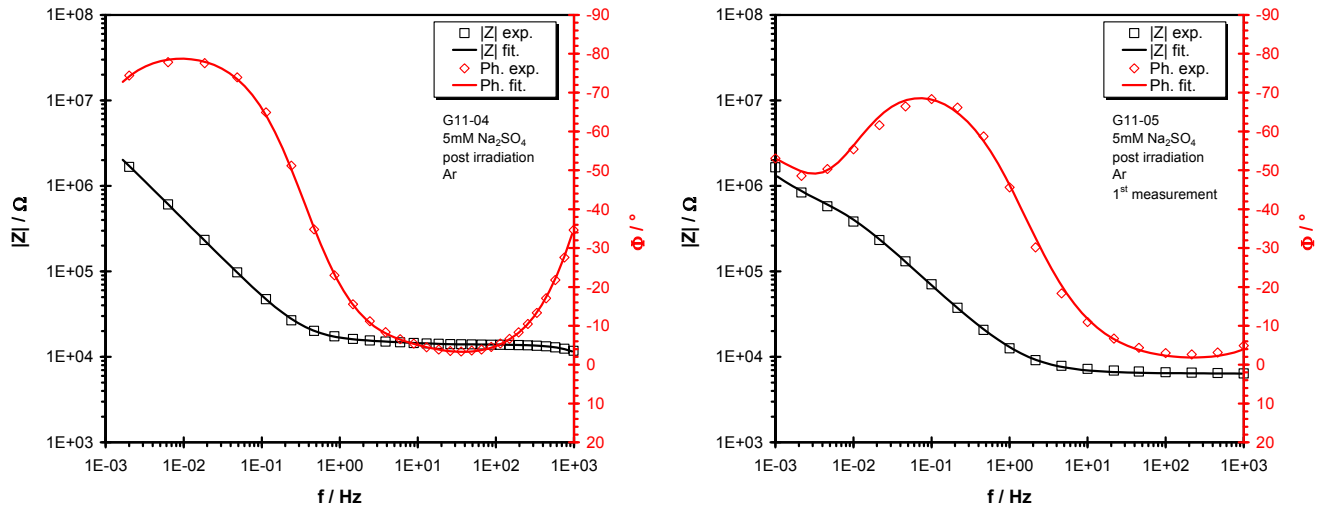 1E+08
1E+07
1E+06
1E+05
1E+04
1E+03
|Z| / Ω
1E-03 1E-02 1E-01 1E+00 1E+01 1E+02 1E+03
f / Hz
-90
-80
-70
-60
-50
-40
-30
-20
-10
0
10
20
Φ / °
|Z| exp.
|Z| fit.
Ph. exp.
Ph. fit.
G11-04
5mM Na₂SO₄
post irradiation
Ar
1E+08
1E+07
1E+06
1E+05
1E+04
1E+03
|Z| / Ω
1E-03 1E-02 1E-01 1E+00 1E+01 1E+02 1E+03
f / Hz
-90
-80
-70
-60
-50
-40
-30
-20
-10
0
10
20
Φ / °
|Z| exp.
|Z| fit.
Ph. exp.
Ph. fit.
G11-05
5mM Na₂SO₄
post irradiation
Ar
1st measurement